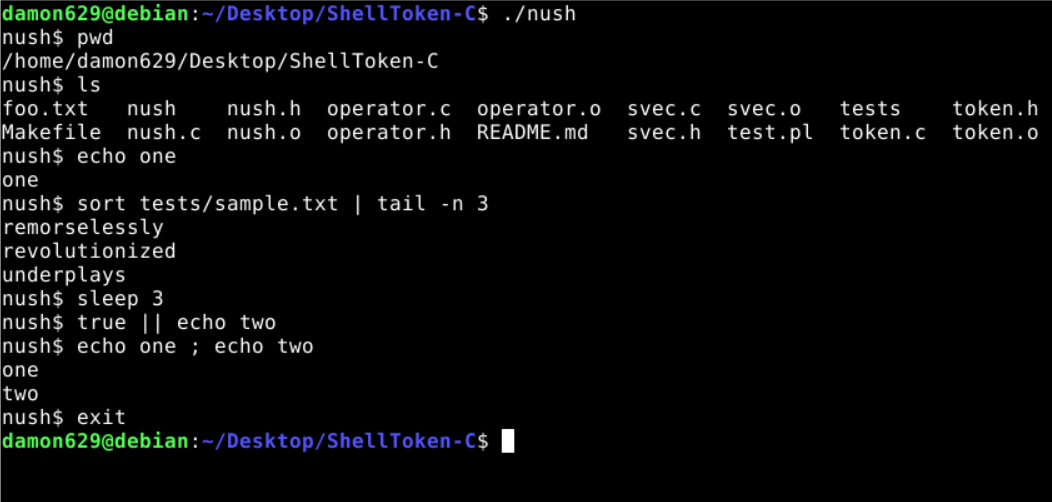 damon629@debian:~/Desktop/ShellToken-C$ ./nush
nush$ pwd
/home/damon629/Desktop/ShellToken-C
nush$ ls
foo.txt   nush    nush.h  operator.c  operator.o  svec.c  svec.o   tests    token.h
Makefile  nush.c  nush.o  operator.h  README.md   svec.h  test.pl  token.c  token.o
nush$ echo one
one
nush$ sort tests/sample.txt | tail -n 3
remorselessly
revolutionized
underplays
nush$ sleep 3
nush$ true || echo two
nush$ echo one ; echo two
one
two
nush$ exit
damon629@debian:~/Desktop/ShellToken-C$